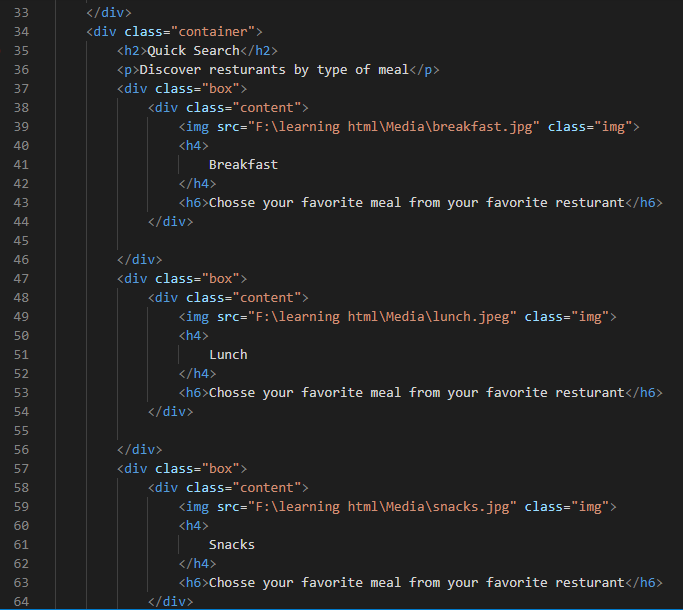 33 </div>
34 <div class="container">
35 <h2>Quick Search</h2>
36 <p>Discover resturants by type of meal</p>
37 <div class="box">
38 <div class="content">
39 <img src="F:\learning html\Media\breakfast.jpg" class="img">
40 <h4>
41 Breakfast
42 </h4>
43 <h6>Chosse your favorite meal from your favorite resturant</h6>
44 </div>
45
46 </div>
47 <div class="box">
48 <div class="content">
49 <img src="F:\learning html\Media\lunch.jpeg" class="img">
50 <h4>
51 Lunch
52 </h4>
53 <h6>Chosse your favorite meal from your favorite resturant</h6>
54 </div>
55
56 </div>
57 <div class="box">
58 <div class="content">
59 <img src="F:\learning html\Media\snacks.jpg" class="img">
60 <h4>
61 Snacks
62 </h4>
63 <h6>Chosse your favorite meal from your favorite resturant</h6>
64 </div>